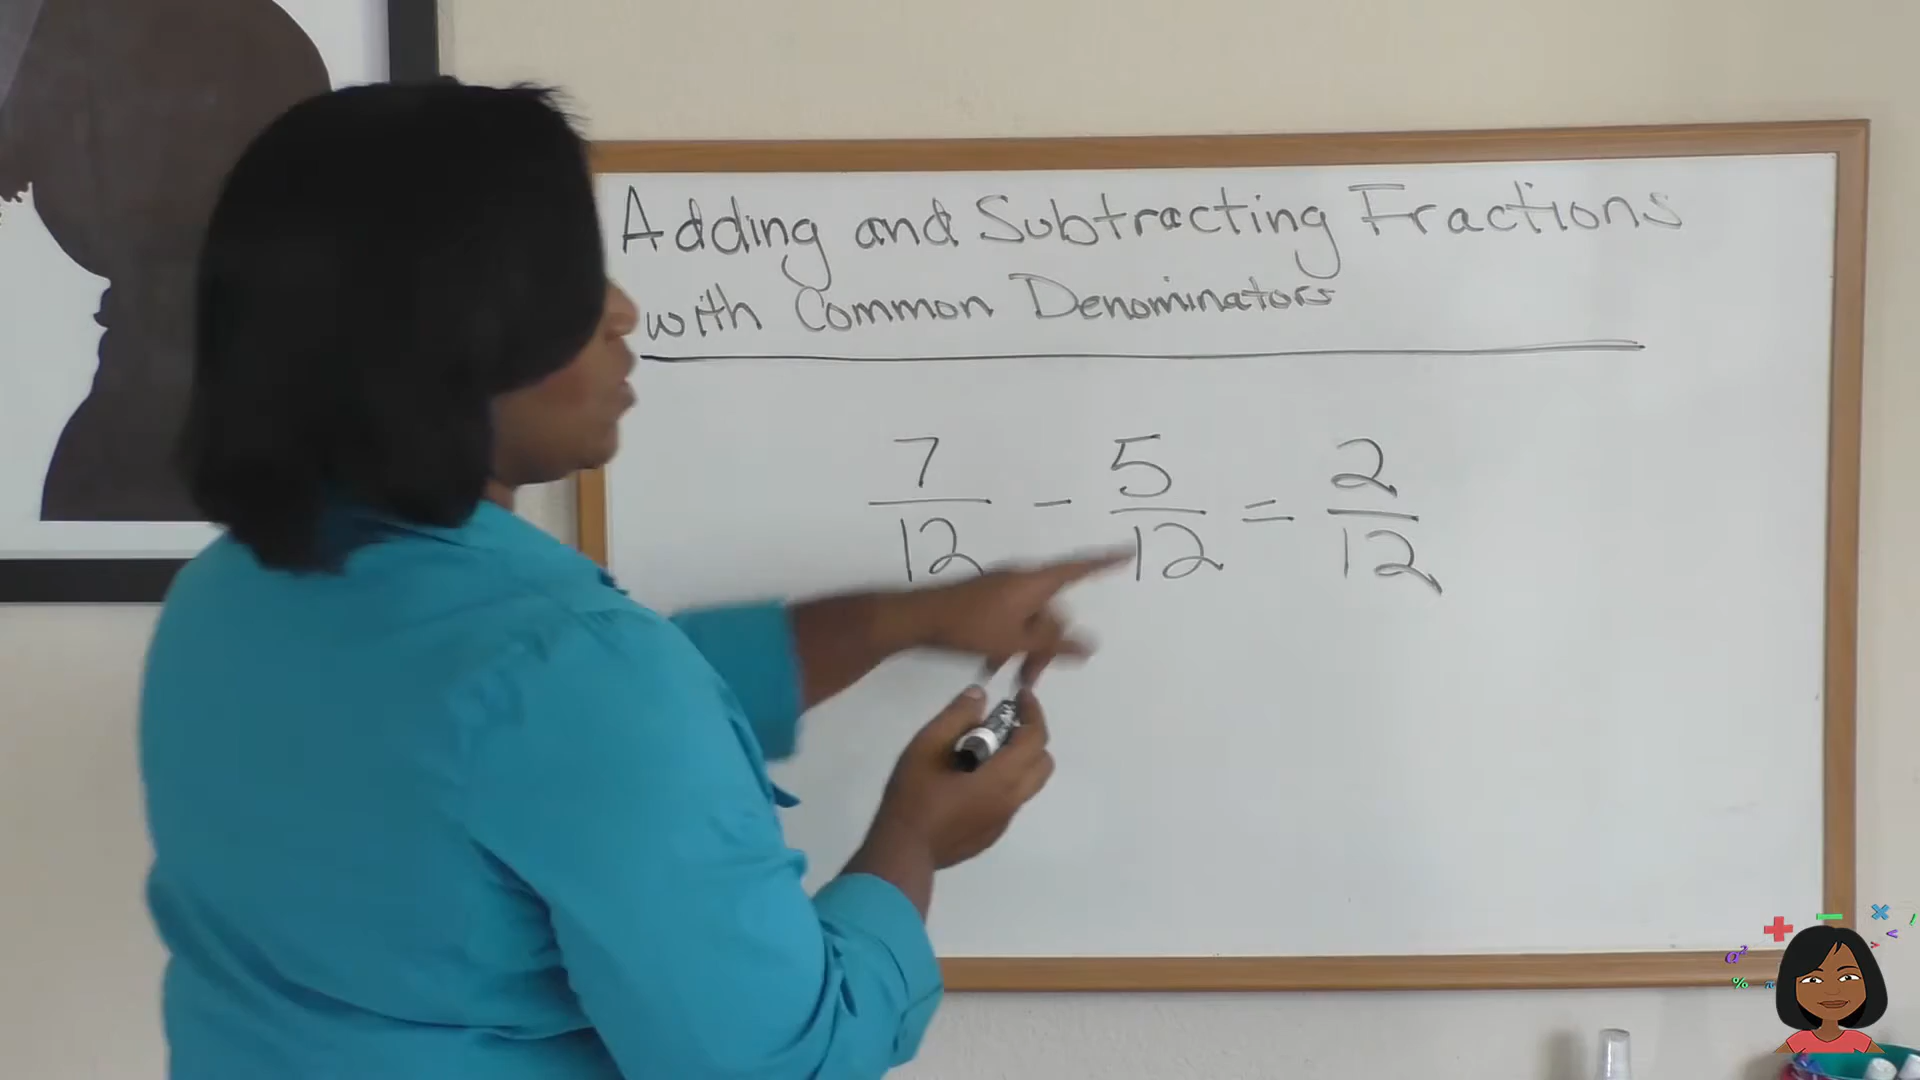 Adding and Subtracting Fractions
with Common Denominators
7/12 - 5/12 = 2/12